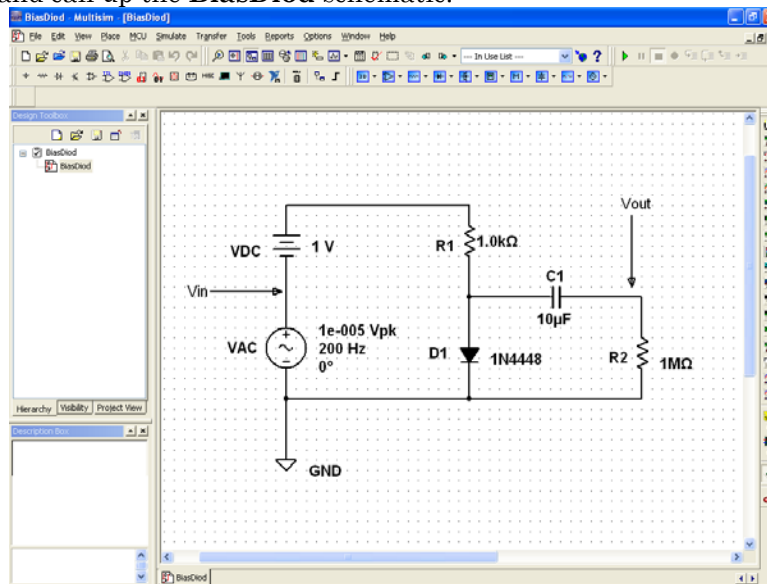 and call up the BiasDiod schematic.
BiasDiod - Multisim - [BiasDiod]
File Edit View Place MCU Simulate Transfer Tools Reports Options Window Help
--- In Use List ---
Design Toolbox
BiasDiod
BiasDiod
Hierarchy Visibility Project View
Description Box
VDC
1 V
R1
1.0kΩ
Vout
Vin
C1
10µF
VAC
1e-005 Vpk
200 Hz
0°
D1
1N4448
R2
1MΩ
GND
BiasDiod